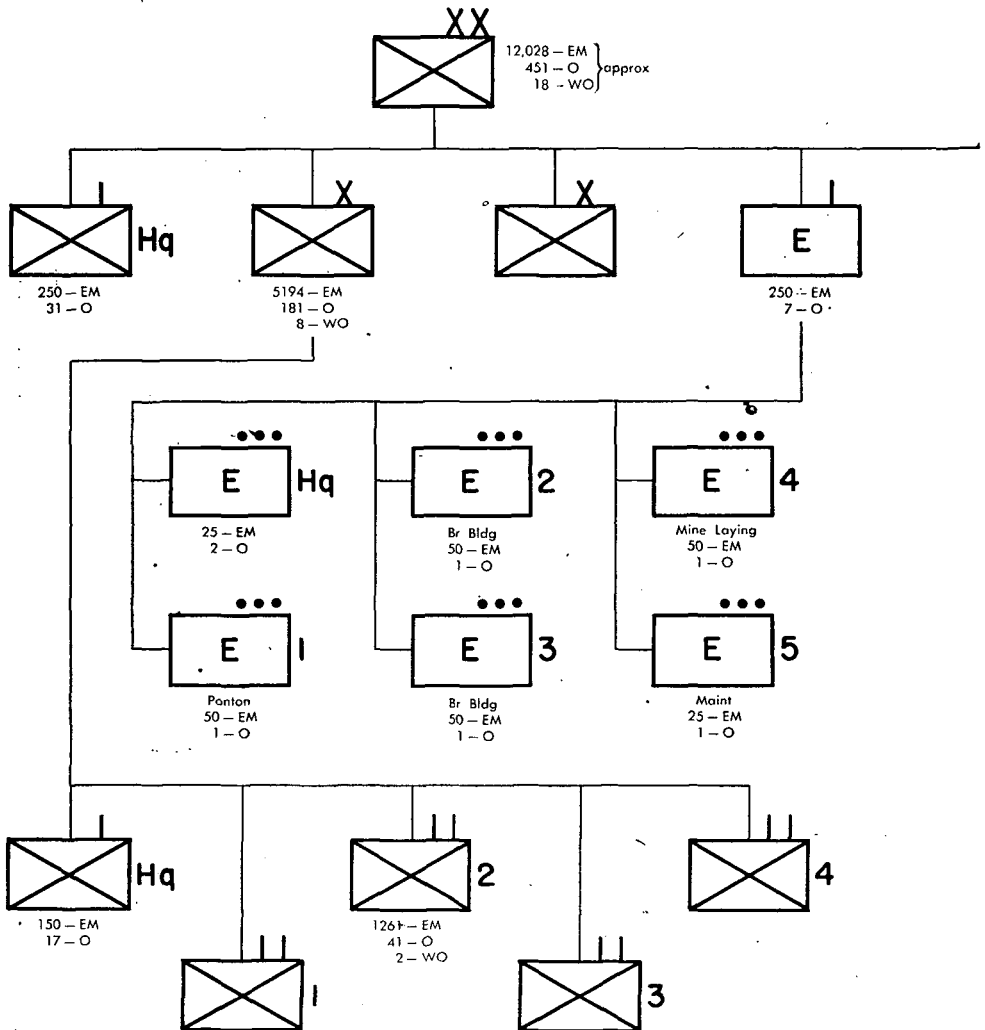 XX
12,028 – EM
451 – O
18 – WO
approx
X
X
Hq
E
250 – EM
31 – O
5194 – EM
181 – O
8 – WO
250 – EM
7 – O
E
Hq
E
2
E
4
25 – EM
2 – O
Br Bldg
50 – EM
1 – O
Mine Laying
50 – EM
1 – O
E
1
E
3
E
5
Ponton
50 – EM
1 – O
Br Bldg
50 – EM
1 – O
Maint
25 – EM
1 – O
Hq
2
4
150 – EM
17 – O
1261 – EM
41 – O
2 – WO
1
3